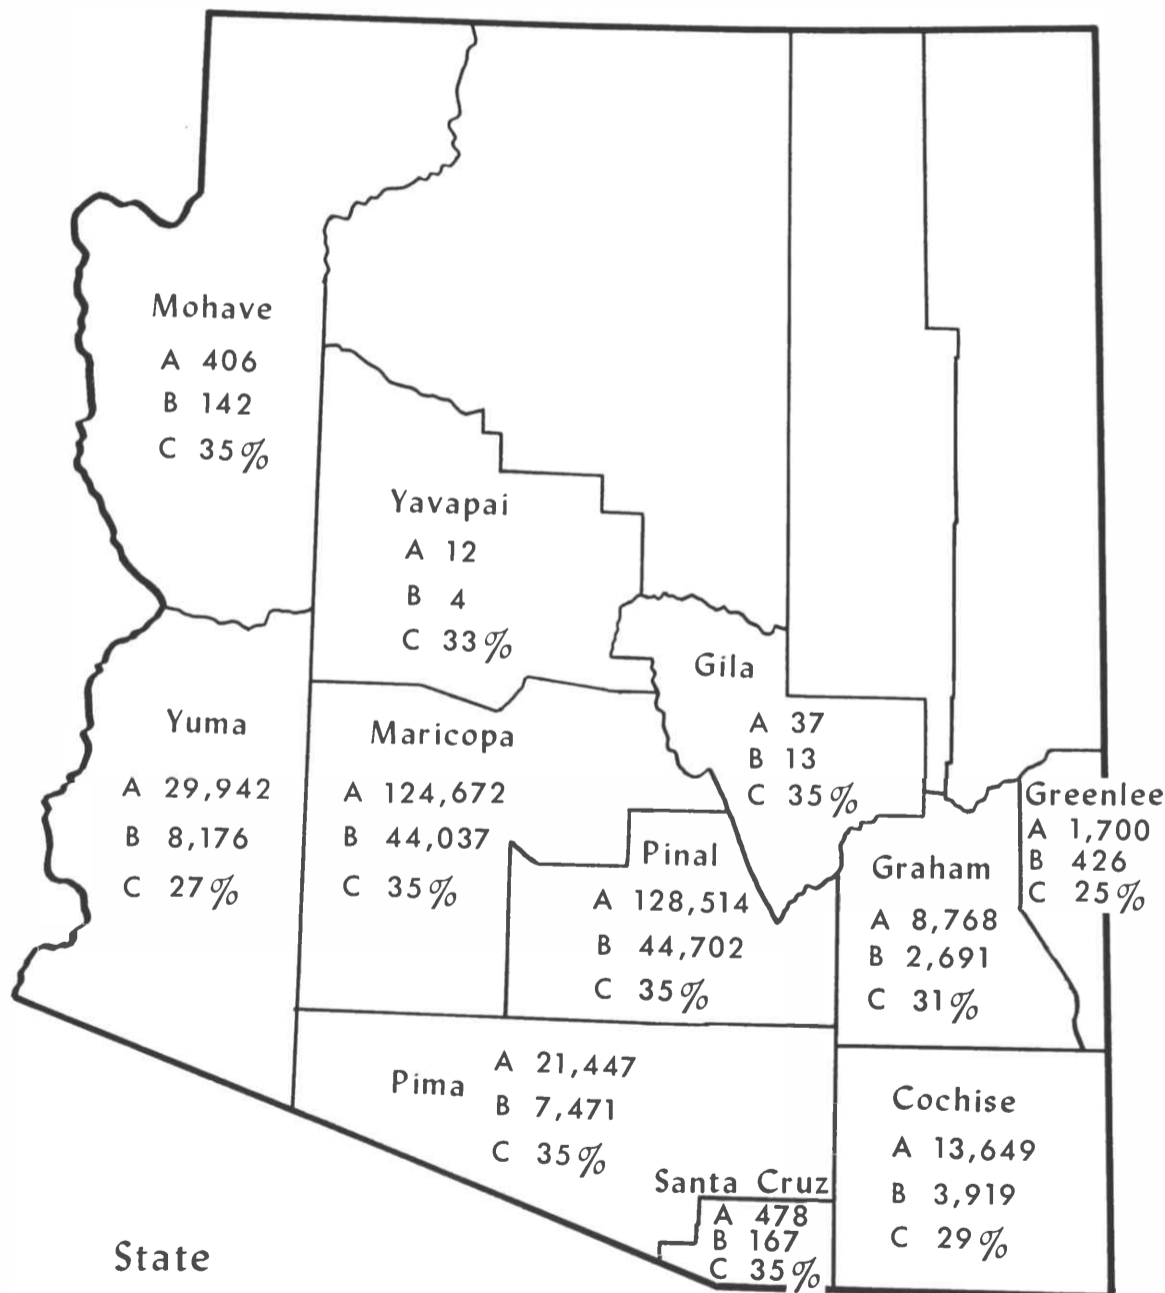 Mohave
A 406
B 142
C 35%
Yavapai
A 12
B 4
C 33%
Gila
A 37
B 13
C 35%
Yuma
A 29,942
B 8,176
C 27%
Maricopa
A 124,672
B 44,037
C 35%
Pinal
A 128,514
B 44,702
C 35%
Graham
A 8,768
B 2,691
C 31%
Greenlee
A 1,700
B 426
C 25%
Pima
A 21,447
B 7,471
C 35%
Santa Cruz
A 478
B 167
C 35%
Cochise
A 13,649
B 3,919
C 29%
State